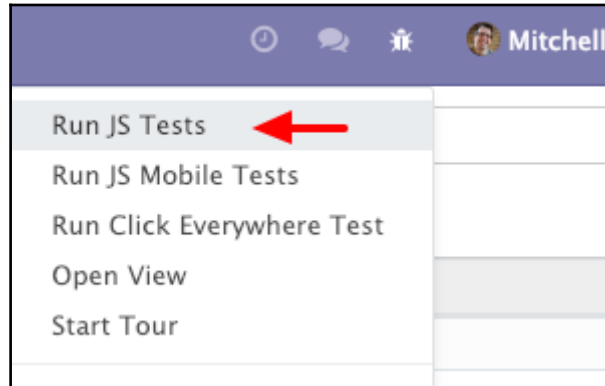 Mitchell
Run JS Tests
Run JS Mobile Tests
Run Click Everywhere Test
Open View
Start Tour